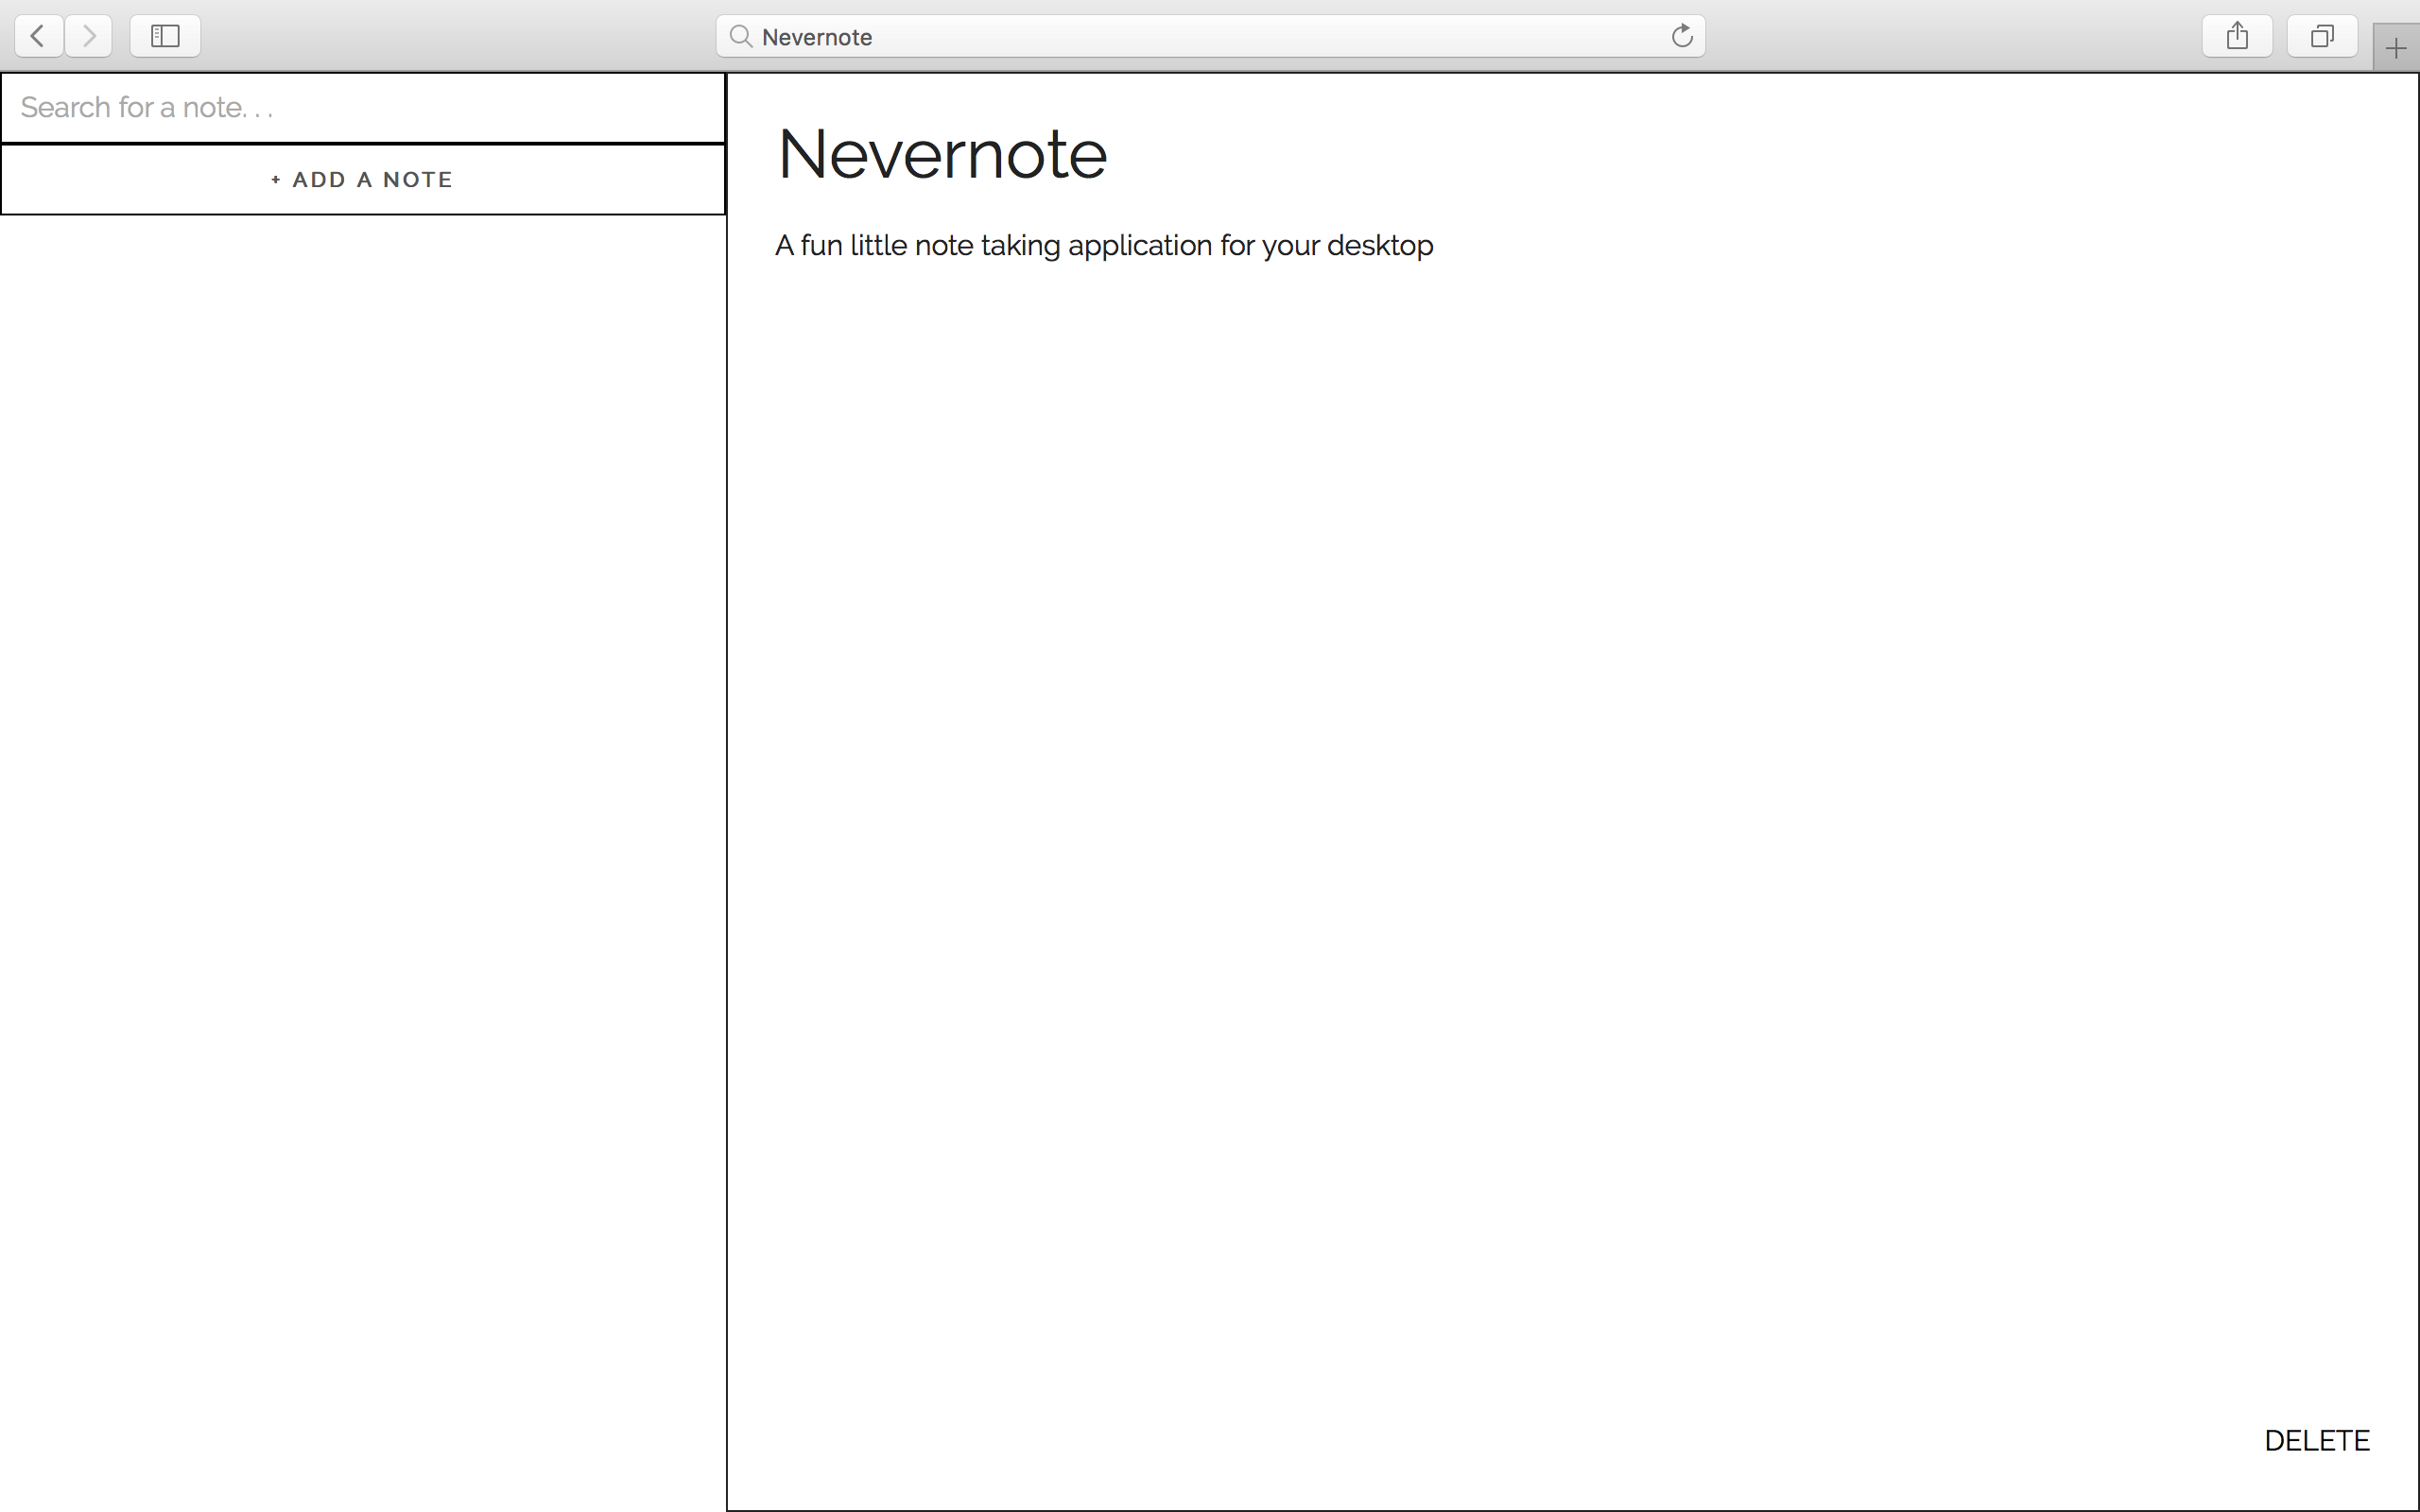 Nevernote
Search for a note. . .
+ ADD A NOTE
Nevernote
A fun little note taking application for your desktop
DELETE